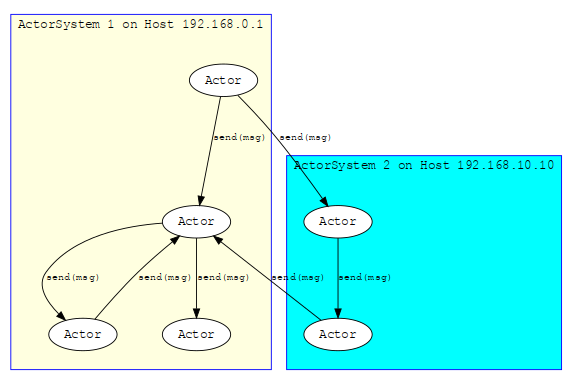 ActorSystem 1 on Host 192.168.0.1
Actor
send(msg)
send(msg)
ActorSystem 2 on Host 192.168.10.10
Actor
Actor
send(msg)
send(msg)
send(msg)
send(msg)
send(msg)
Actor
Actor
Actor